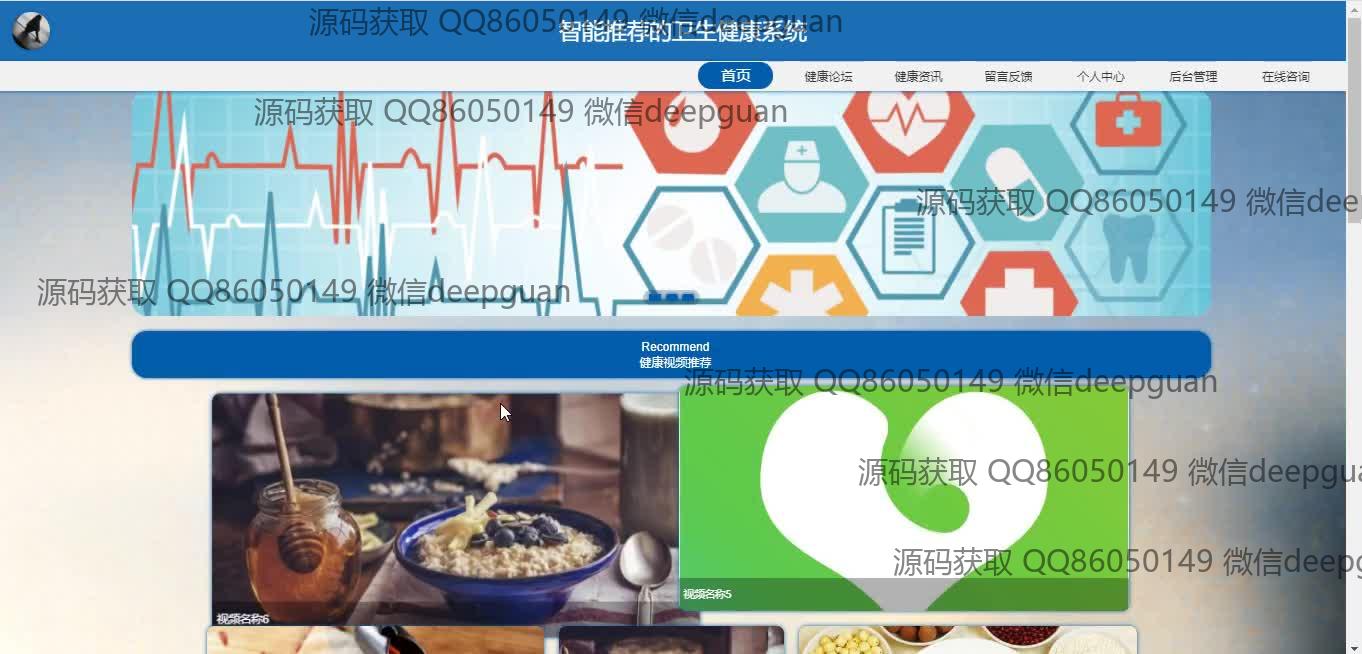 源码获取 QQ86050149 微信deepguan
智能推荐的卫生健康系统
首页 健康论坛 健康资讯 留言反馈 个人中心 后台管理 在线咨询
源码获取 QQ86050149 微信deepguan
源码获取 QQ86050149 微信dee
源码获取 QQ86050149 微信deepguan
Recommend
健康视频推荐
源码获取 QQ86050149 微信deepguan
源码获取 QQ86050149 微信deepgua
源码获取 QQ86050149 微信deepg
视频名称5
视频名称6